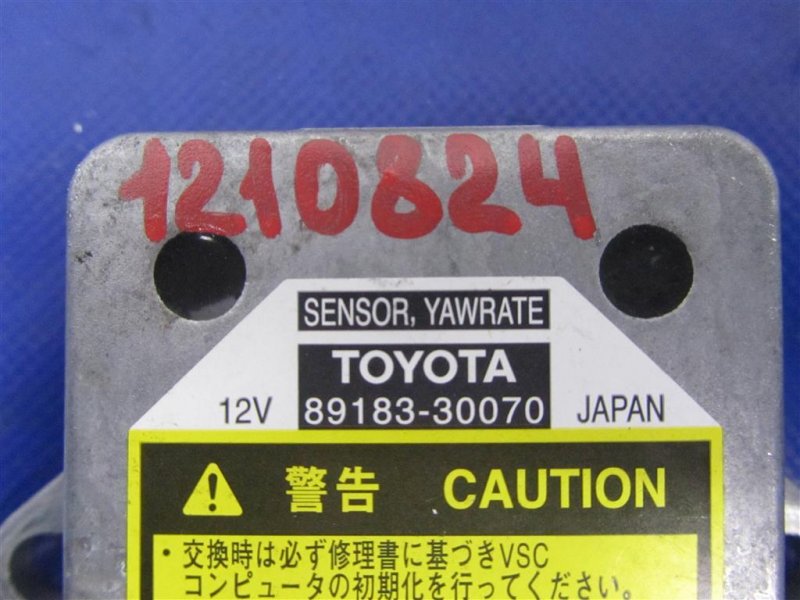 1210824
SENSOR, YAWRATE
TOYOTA
12V 89183-30070 JAPAN
警告 CAUTION
・交換時は必ず修理書に基づきVSC
コンピュータの初期化を行ってください。